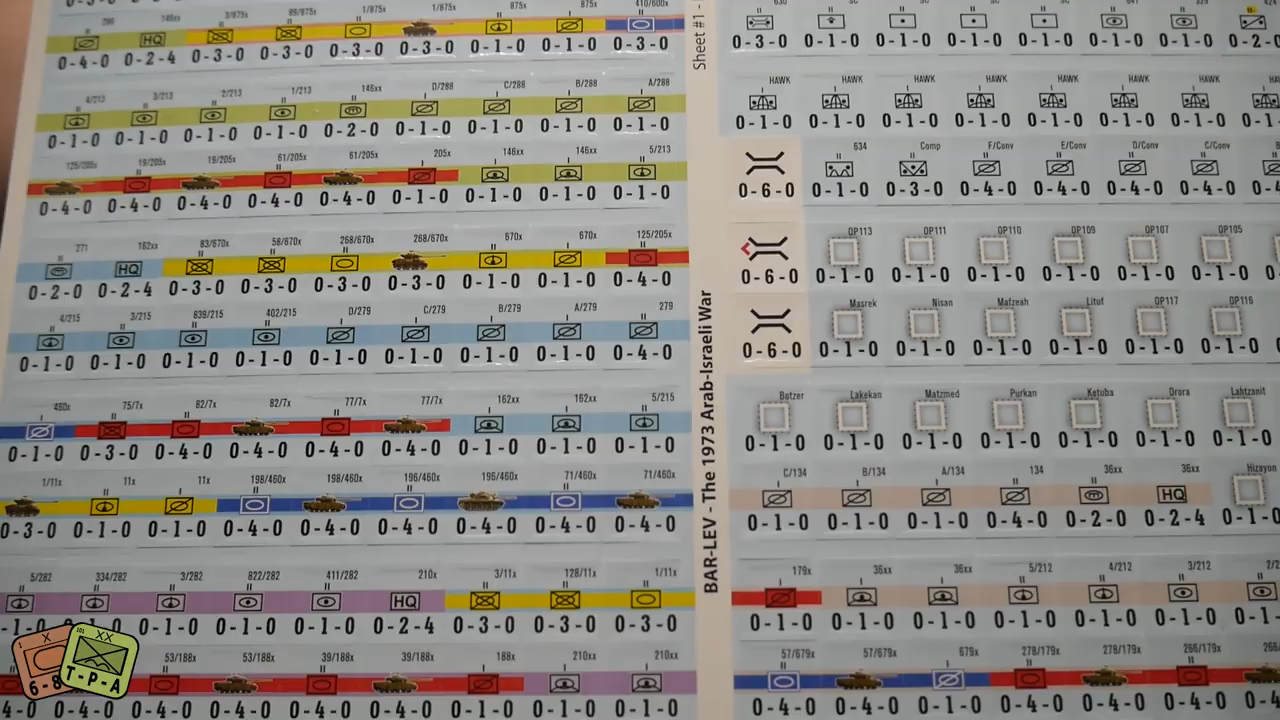 286 146xx 3/875x 89/875x 1/875x 1/875x 875x 875x 410/600x
HQ
0-4-0 0-2-4 0-3-0 0-3-0 0-3-0 0-3-0 0-1-0 0-1-0 0-3-0
4/213 3/213 2/213 1/213 146xx D/288 C/288 B/288 A/288
0-1-0 0-1-0 0-1-0 0-1-0 0-2-0 0-1-0 0-1-0 0-1-0 0-1-0
125/205x 19/205x 19/205x 61/205x 61/205x 205x 146xx 146xx 5/213
0-4-0 0-4-0 0-4-0 0-4-0 0-4-0 0-1-0 0-1-0 0-1-0 0-1-0
271 162xx 83/670x 58/670x 268/670x 268/670x 670x 670x 125/205x
HQ
0-2-0 0-2-4 0-3-0 0-3-0 0-3-0 0-3-0 0-1-0 0-1-0 0-4-0
4/215 3/215 839/215 402/215 D/279 C/279 B/279 A/279 279
0-1-0 0-1-0 0-1-0 0-1-0 0-1-0 0-1-0 0-1-0 0-1-0 0-4-0
460x 75/7x 82/7x 82/7x 77/7x 77/7x 162xx 162xx 5/215
0-1-0 0-3-0 0-4-0 0-4-0 0-4-0 0-4-0 0-1-0 0-1-0 0-1-0
1/11x 11x 11x 198/460x 198/460x 196/460x 196/460x 71/460x 71/460x
0-3-0 0-1-0 0-1-0 0-4-0 0-4-0 0-4-0 0-4-0 0-4-0 0-4-0
5/282 334/282 3/282 822/282 411/282 210x 3/11x 128/11x 1/11x
HQ
-1-0 0-1-0 0-1-0 0-1-0 0-1-0 0-2-4 0-3-0 0-3-0 0-3-0
53/188x 53/188x 39/188x 39/188x 188x 210xx 210xx
4-0 0-4-0 0-4-0 0-4-0 0-4-0 0-4-0 0-1-0 0-1-0 0-1-0
X
6-8
XX
T-P-A
Sheet #1 -
BAR-LEV - The 1973 Arab-Israeli War
0-3-0 0-1-0 0-1-0 0-1-0 0-1-0 0-1-0 0-1-0 0-2-0
HAWK HAWK HAWK HAWK HAWK HAWK HAWK HAWK
0-1-0 0-1-0 0-1-0 0-1-0 0-1-0 0-1-0 0-1-0 0-1-
634 Comp F/Conv E/Conv D/Conv C/Conv
0-6-0 0-1-0 0-3-0 0-4-0 0-4-0 0-4-0 0-4-0
OP113 OP111 OP110 OP109 OP107 OP105
0-6-0 0-1-0 0-1-0 0-1-0 0-1-0 0-1-0 0-1-0
Masrek Nisan Matzeah Lituf OP117 OP116
0-6-0 0-1-0 0-1-0 0-1-0 0-1-0 0-1-0 0-1-0
Botzer Lakekan Matzmed Purkan Ketuba Drora Lahtzanit
0-1-0 0-1-0 0-1-0 0-1-0 0-1-0 0-1-0 0-1-0
C/134 B/134 A/134 134 36xx 36xx Hizayon
HQ
0-1-0 0-1-0 0-1-0 0-4-0 0-2-0 0-2-4 0-1-0
179x 36xx 36xx 5/212 4/212 3/212
0-1-0 0-1-0 0-1-0 0-1-0 0-1-0 0-1-0 0-1-
57/679x 57/679x 679x 278/179x 278/179x 266/179x
0-4-0 0-4-0 0-1-0 0-4-0 0-4-0 0-4-0